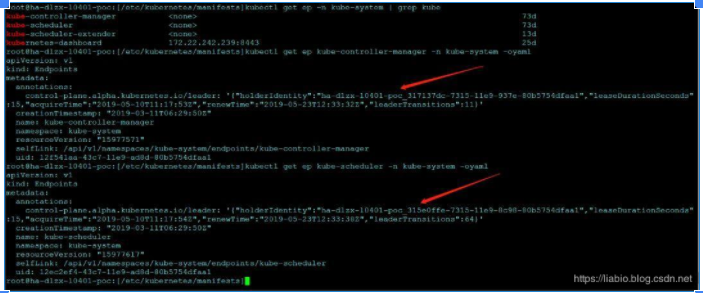 root@ha-dlzx-10401-poc:[/etc/kubernetes/manifests]kubectl get ep -n kube-system | grep kube
kube-controller-manager <none> 73d
kube-scheduler <none> 73d
kube-scheduler-extender <none> 13d
kubernetes-dashboard 172.22.242.239:8443 25d
root@ha-dlzx-10401-poc:[/etc/kubernetes/manifests]kubectl get ep kube-controller-manager -n kube-system -oyaml
apiVersion: v1
kind: Endpoints
metadata:
annotations:
control-plane.alpha.kubernetes.io/leader: '{"holderIdentity":"ha-dlzx-10401-poc_317137dc-7315-11e9-937e-80b5754dfaa1","leaseDurationSeconds"
:15,"acquireTime":"2019-05-10T11:17:53Z","renewTime":"2019-05-23T12:33:32Z","leaderTransitions":11}'
creationTimestamp: "2019-03-11T06:29:50Z"
name: kube-controller-manager
namespace: kube-system
resourceVersion: "15977571"
selfLink: /api/v1/namespaces/kube-system/endpoints/kube-controller-manager
uid: 12f541aa-43c7-11e9-ad8d-80b5754dfaa1
root@ha-dlzx-10401-poc:[/etc/kubernetes/manifests]kubectl get ep kube-scheduler -n kube-system -oyaml
apiVersion: v1
kind: Endpoints
metadata:
annotations:
control-plane.alpha.kubernetes.io/leader: '{"holderIdentity":"ha-dlzx-10401-poc_315e0ffe-7315-11e9-8c98-80b5754dfaa1","leaseDurationSeconds"
:15,"acquireTime":"2019-05-10T11:17:54Z","renewTime":"2019-05-23T12:33:38Z","leaderTransitions":64}'
creationTimestamp: "2019-03-11T06:29:50Z"
name: kube-scheduler
namespace: kube-system
resourceVersion: "15977617"
selfLink: /api/v1/namespaces/kube-system/endpoints/kube-scheduler
uid: 12ec2ef4-43c7-11e9-ad8d-80b5754dfaa1
root@ha-dlzx-10401-poc:[/etc/kubernetes/manifests]
https://liabio.blog.csdn.net